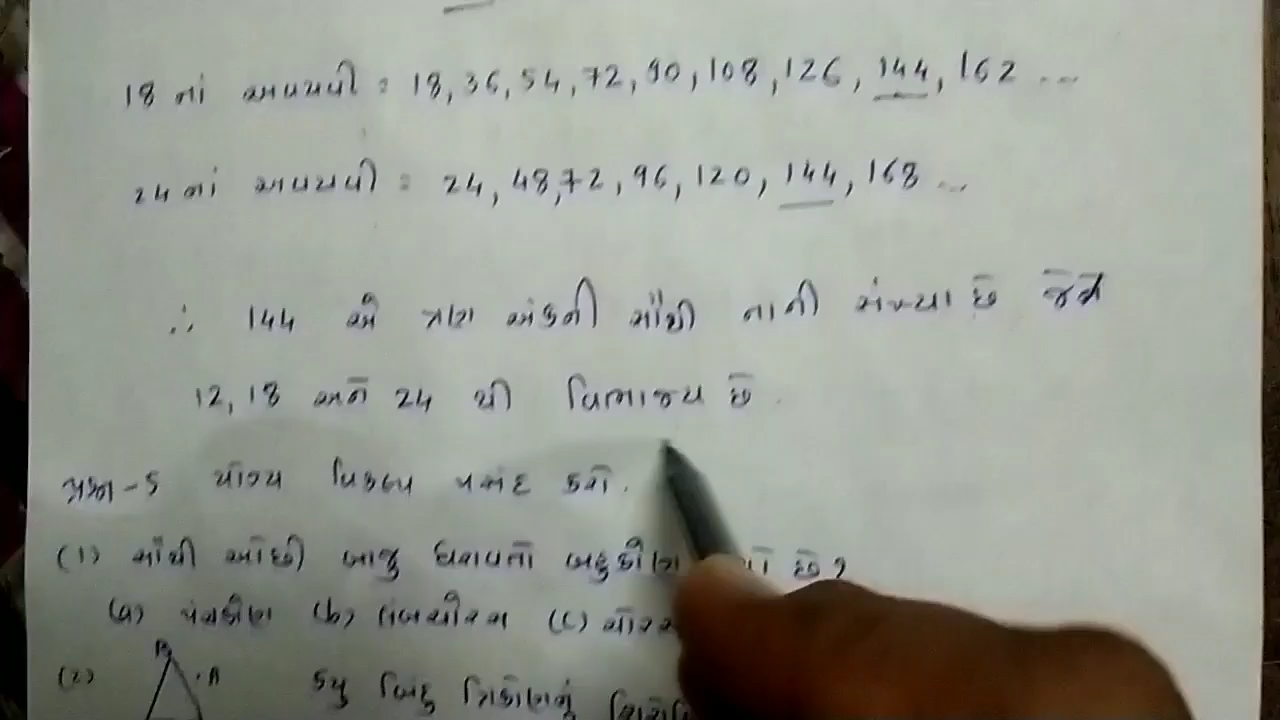 18 નાં અવયવી = 18, 36, 54, 72, 90, 108, 126, 144, 162 ...
24 નાં અવયવી = 24, 48, 72, 96, 120, 144, 168 ...
∴ 144 એ ત્રણ અંકની સૌથી નાની સંખ્યા છે જેને
12, 18 અને 24 થી વિભાજ્ય છે.
પ્રશ્ન - 5 યોગ્ય વિકલ્પ પસંદ કરો.
(1) સૌથી ઓછી બાજુ ધરાવતો બહુકોણ છે?
(a) પંચકોણ (b) લંબચોરસ (c)
(2) B A કયુ બિંદુ ત્રિકોણનું